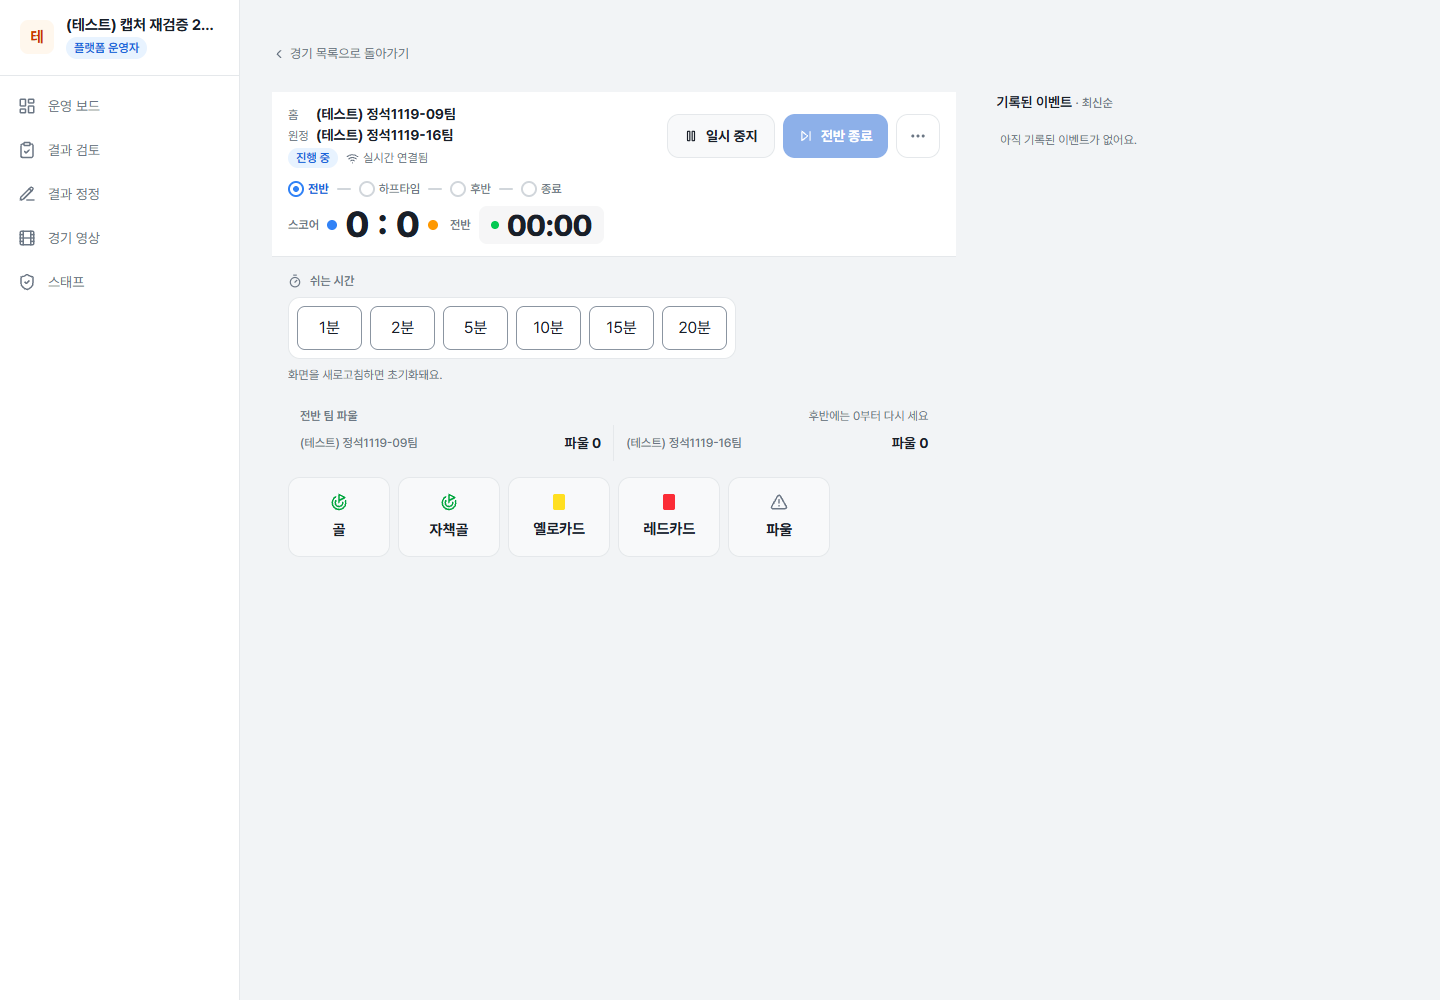 테
(테스트) 캡처 재검증 2...
플랫폼 운영자
운영 보드
결과 검토
결과 정정
경기 영상
스태프
경기 목록으로 돌아가기
홈 (테스트) 정석1119-09팀
원정 (테스트) 정석1119-16팀
진행 중 실시간 연결됨
일시 중지
전반 종료
전반 하프타임 후반 종료
스코어 0 : 0 전반 00:00
쉬는 시간
1분 2분 5분 10분 15분 20분
화면을 새로고침하면 초기화돼요.
전반 팀 파울 후반에는 0부터 다시 세요
(테스트) 정석1119-09팀 파울 0 (테스트) 정석1119-16팀 파울 0
골 자책골 옐로카드 레드카드 파울
기록된 이벤트 · 최신순
아직 기록된 이벤트가 없어요.